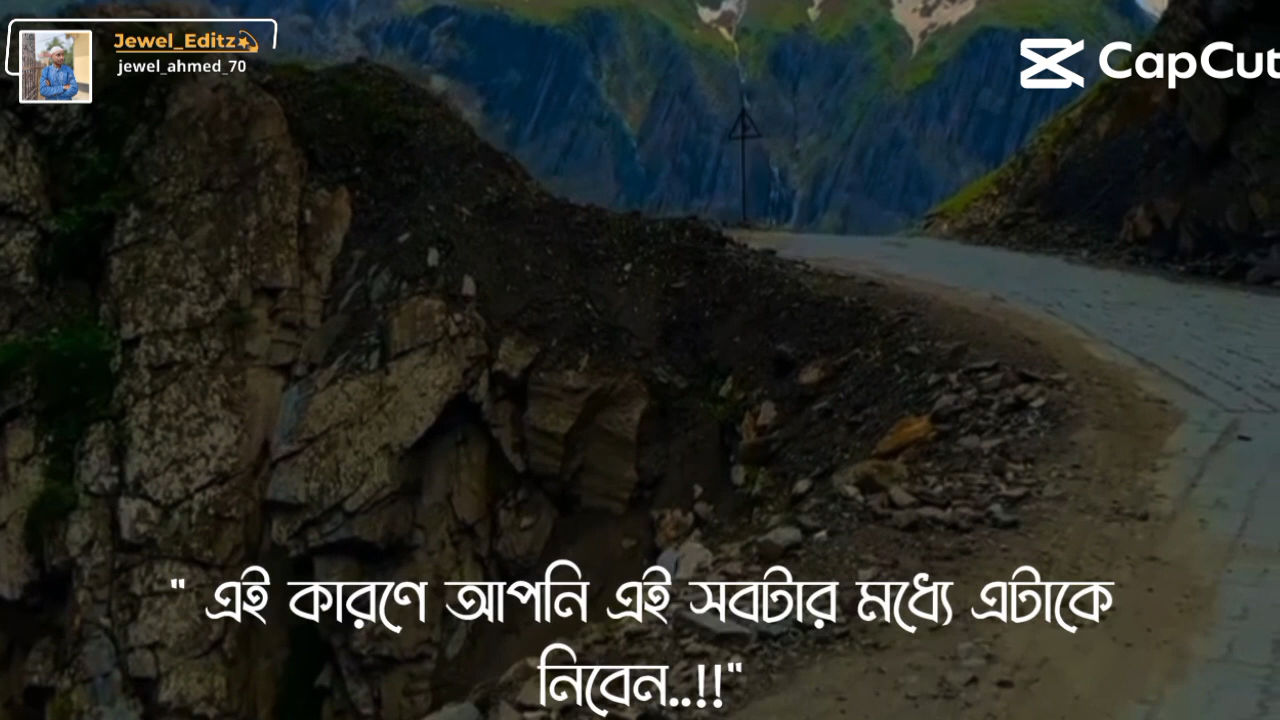 Jewel_Editz
jewel_ahmed_70
CapCut
" এই কারণে আপনি এই সবটার মধ্যে এটাকে
নিবেন..!!"